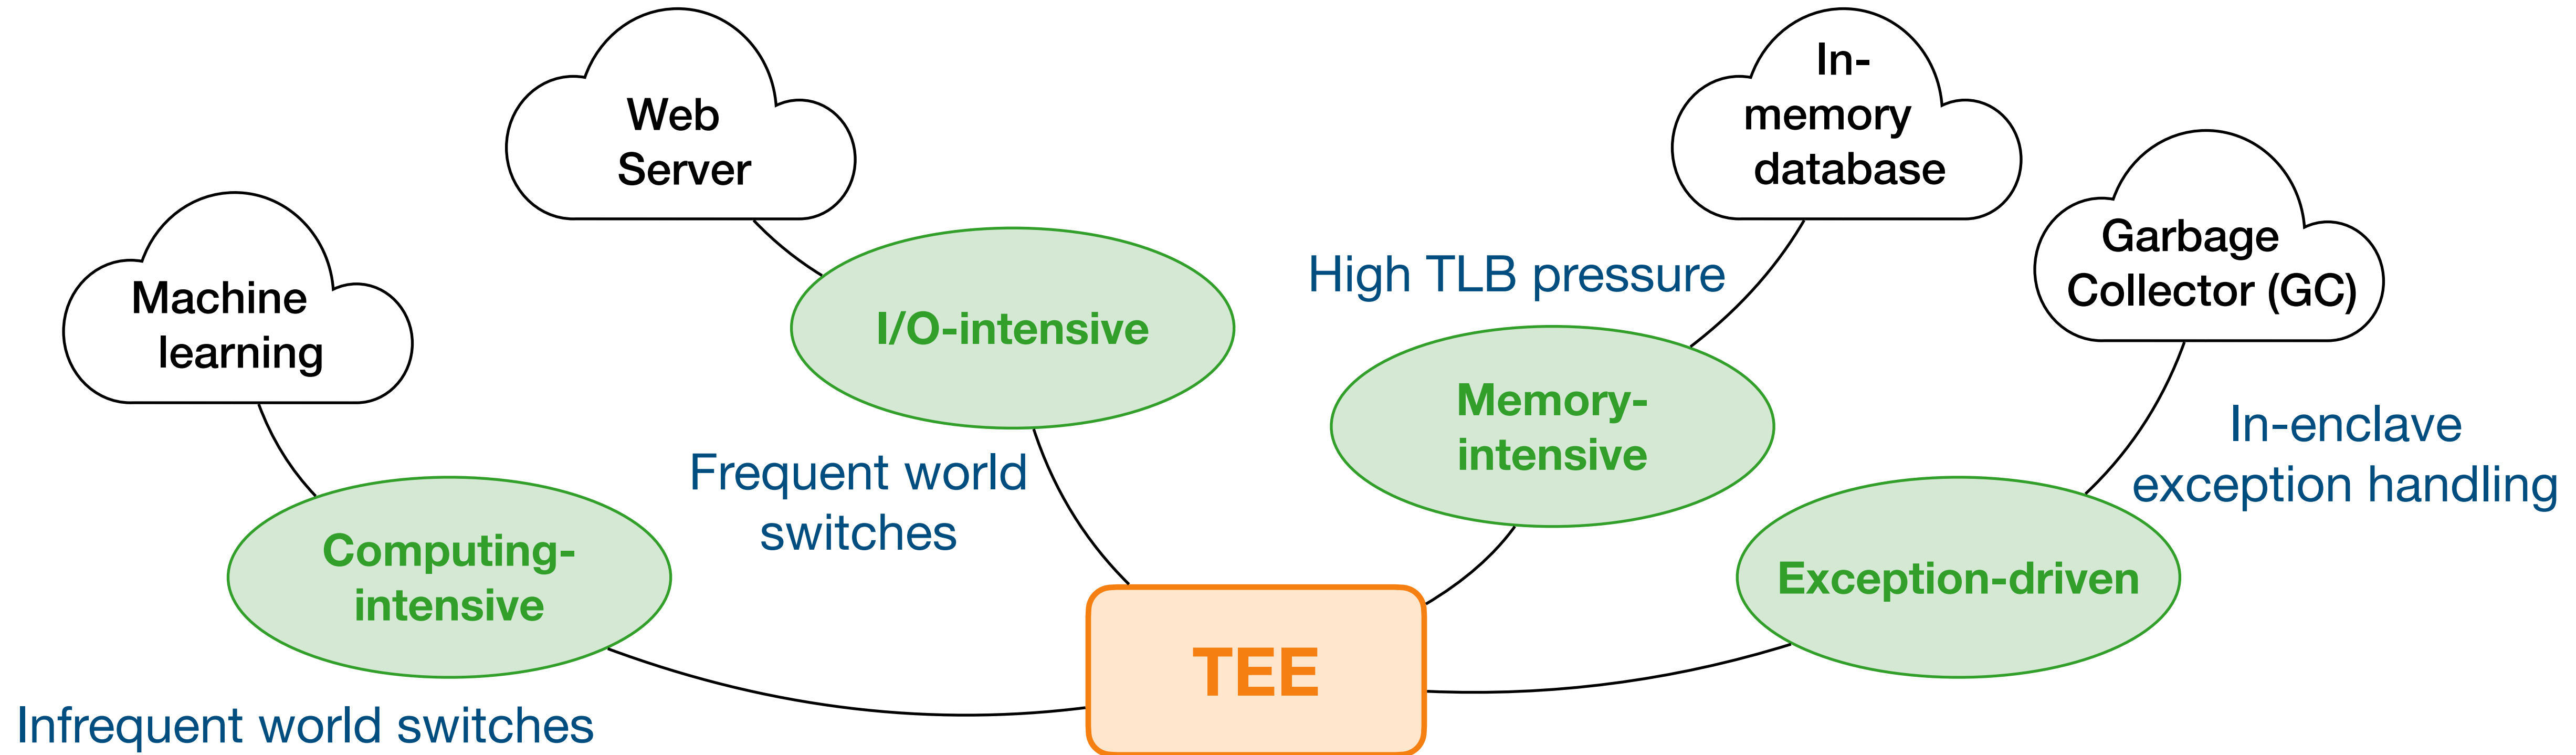 Machine
learning
Computing-
intensive
Infrequent world switches
Web
Server
I/O-intensive
Frequent world
switches
In-
memory
database
High TLB pressure
Memory-
intensive
Garbage
Collector (GC)
In-enclave
exception handling
Exception-driven
TEE